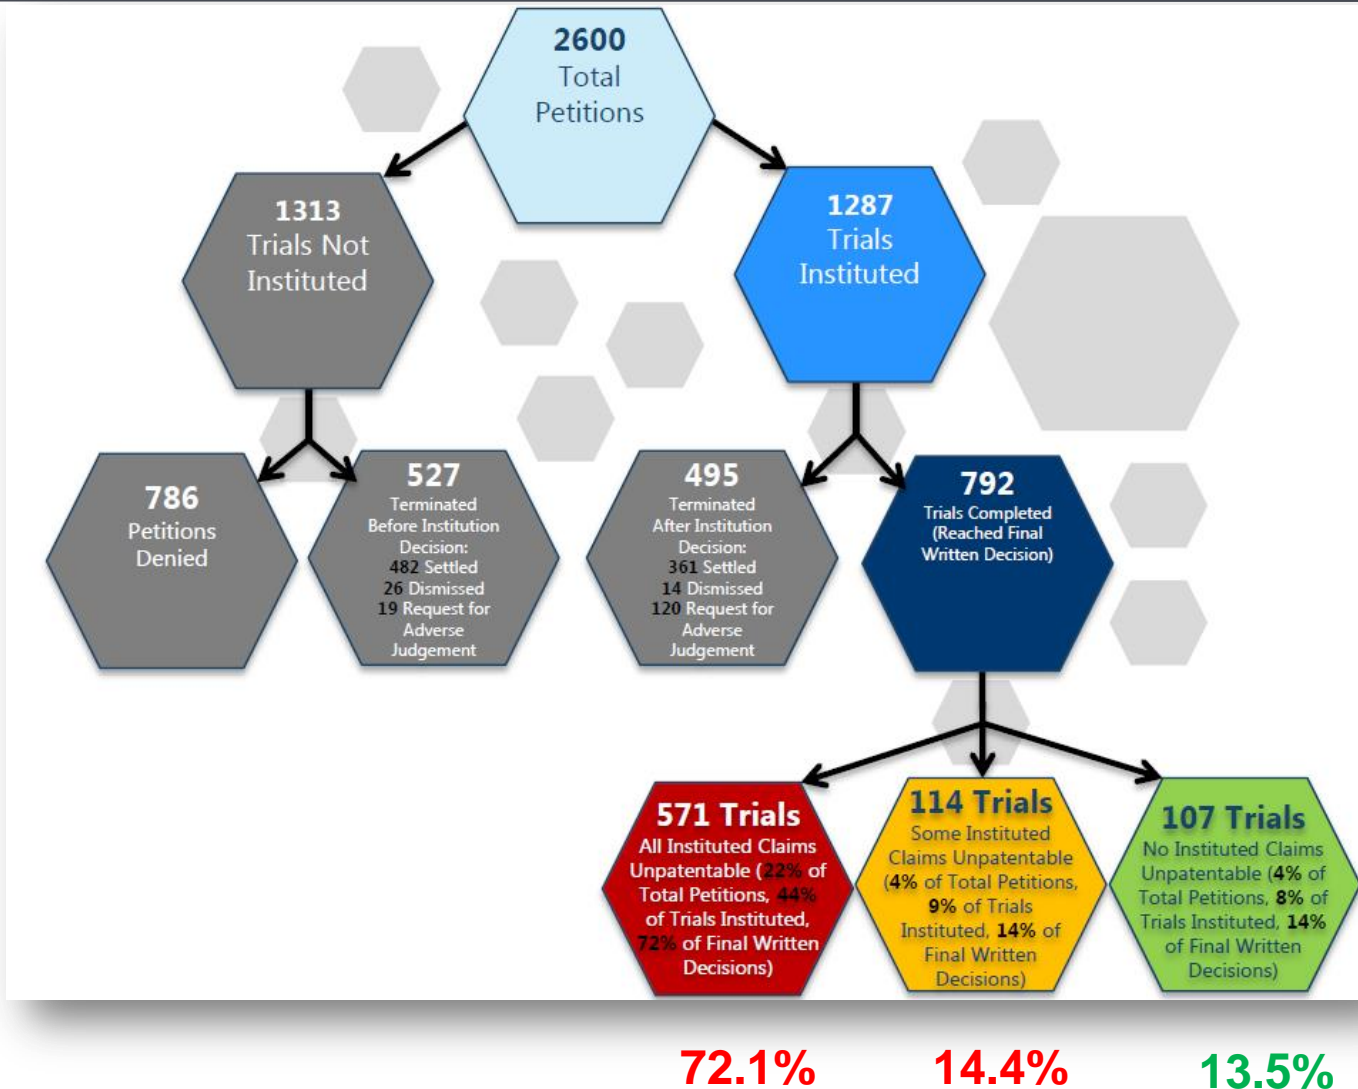 2600
Total
Petitions
1313
Trials Not
Instituted
1287
Trials
Instituted
786
Petitions
Denied
527
Terminated
Before Institution
Decision:
482 Settled
26 Dismissed
19 Request for
Adverse
Judgement
495
Terminated
After Institution
Decision:
361 Settled
14 Dismissed
120 Request for
Adverse
Judgement
792
Trials Completed
(Reached Final
Written Decision)
571 Trials
All Instituted Claims
Unpatentable (22% of
Total Petitions, 44%
of Trials Instituted,
72% of Final Written
Decisions)
114 Trials
Some Instituted
Claims Unpatentable
(4% of Total Petitions,
9% of Trials
Instituted, 14% of
Final Written
Decisions)
107 Trials
No Instituted Claims
Unpatentable (4% of
Total Petitions, 8% of
Trials Instituted, 14%
of Final Written
Decisions)
72.1%
14.4%
13.5%